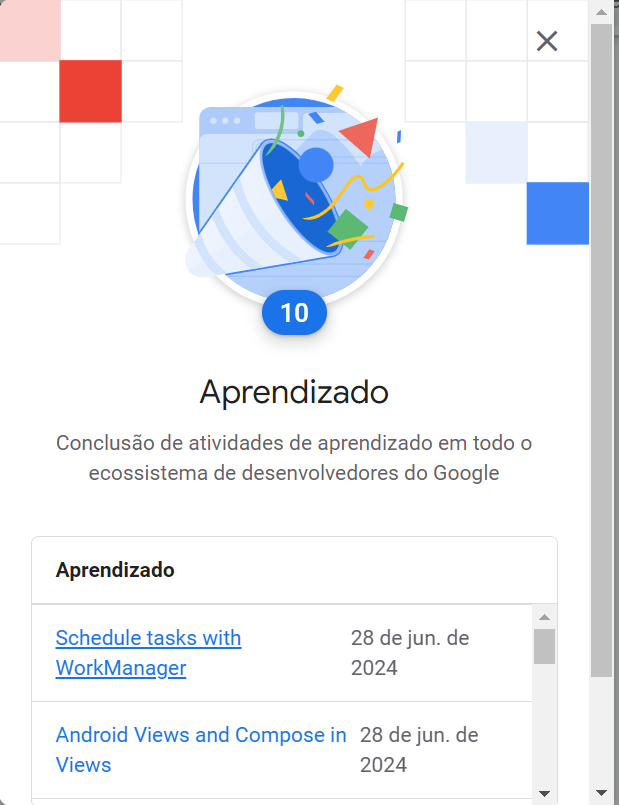 10
Aprendizado
Conclusão de atividades de aprendizado em todo o
ecossistema de desenvolvedores do Google
Aprendizado
Schedule tasks with
WorkManager
28 de jun. de
2024
Android Views and Compose in
Views
28 de jun. de
2024